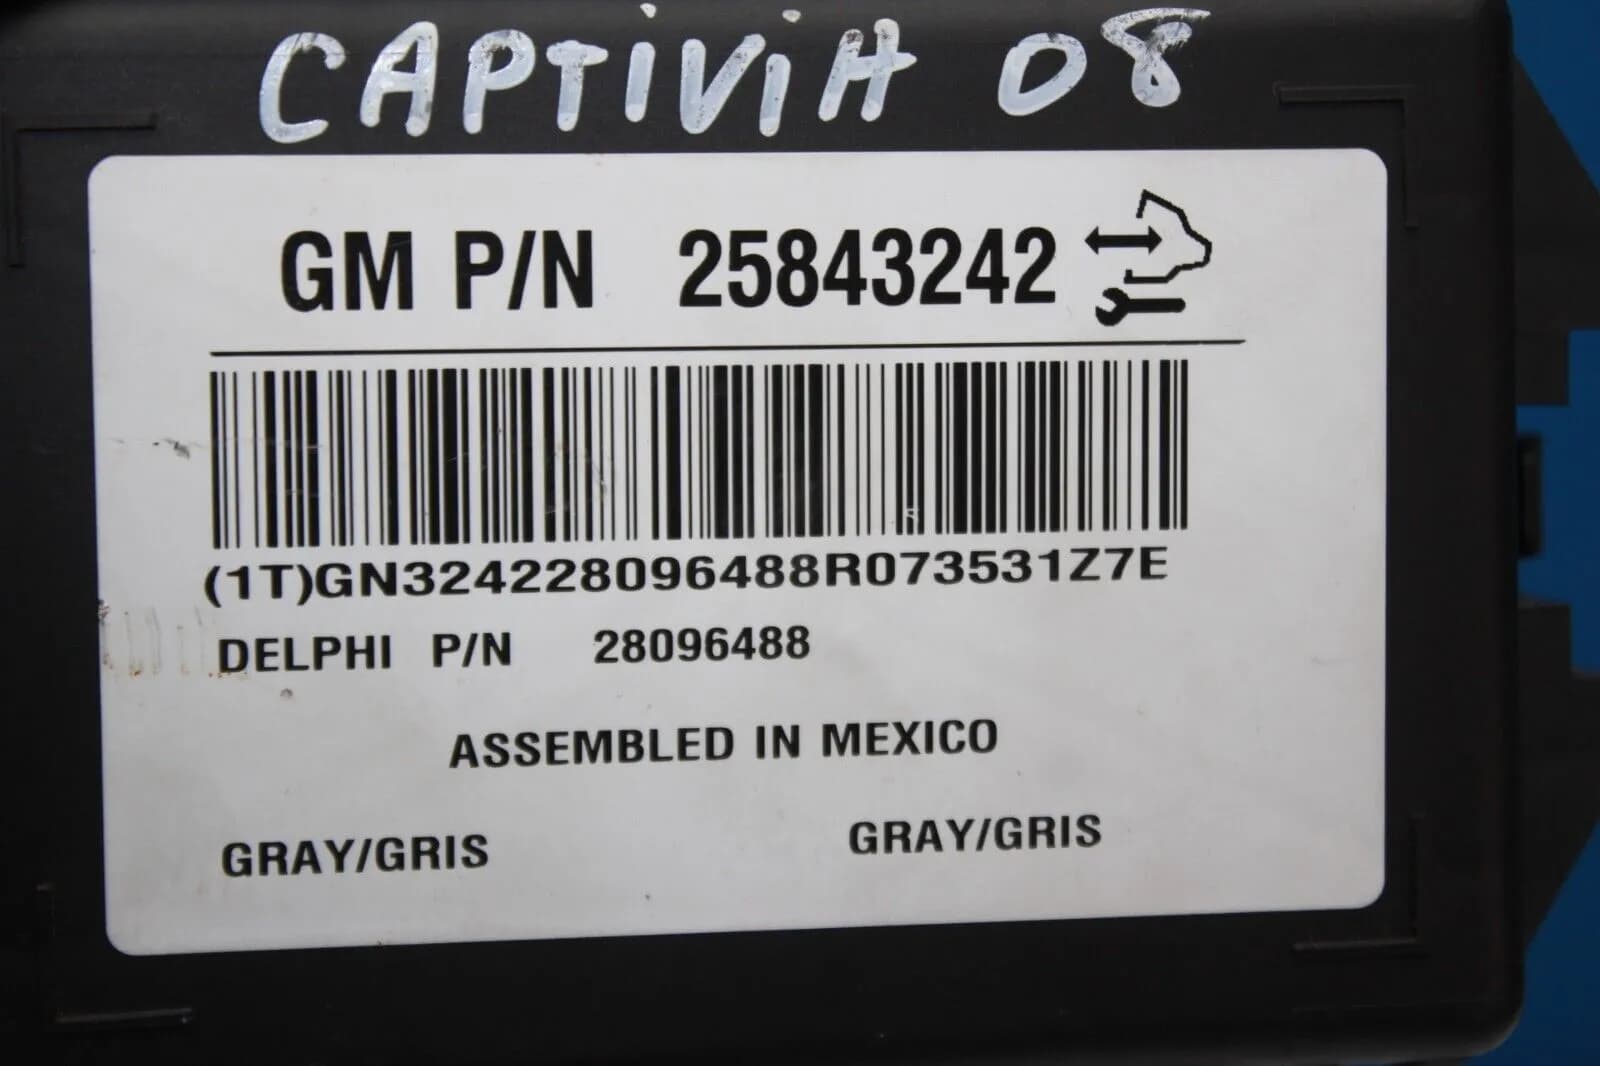 CAPTIVIA 08
GM P/N 25843242
(1T)GN324228096488R073531Z7E
DELPHI P/N 28096488
ASSEMBLED IN MEXICO
GRAY/GRIS GRAY/GRIS